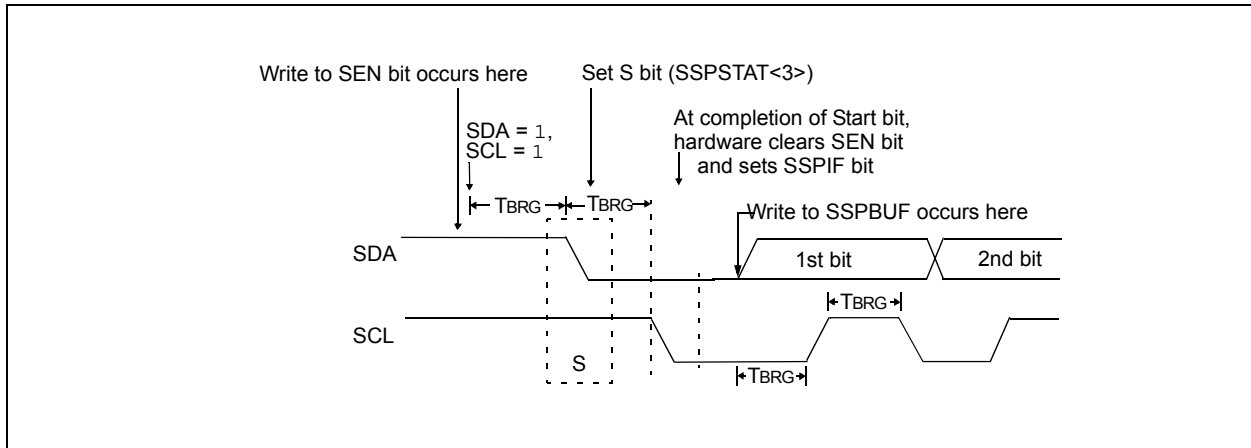 Write to SEN bit occurs here
Set S bit (SSPSTAT<3>)
SDA = 1,
SCL = 1
At completion of Start bit,
hardware clears SEN bit
and sets SSPIF bit
TBRG
TBRG
Write to SSPBUF occurs here
SDA
1st bit
2nd bit
TBRG
SCL
S
TBRG